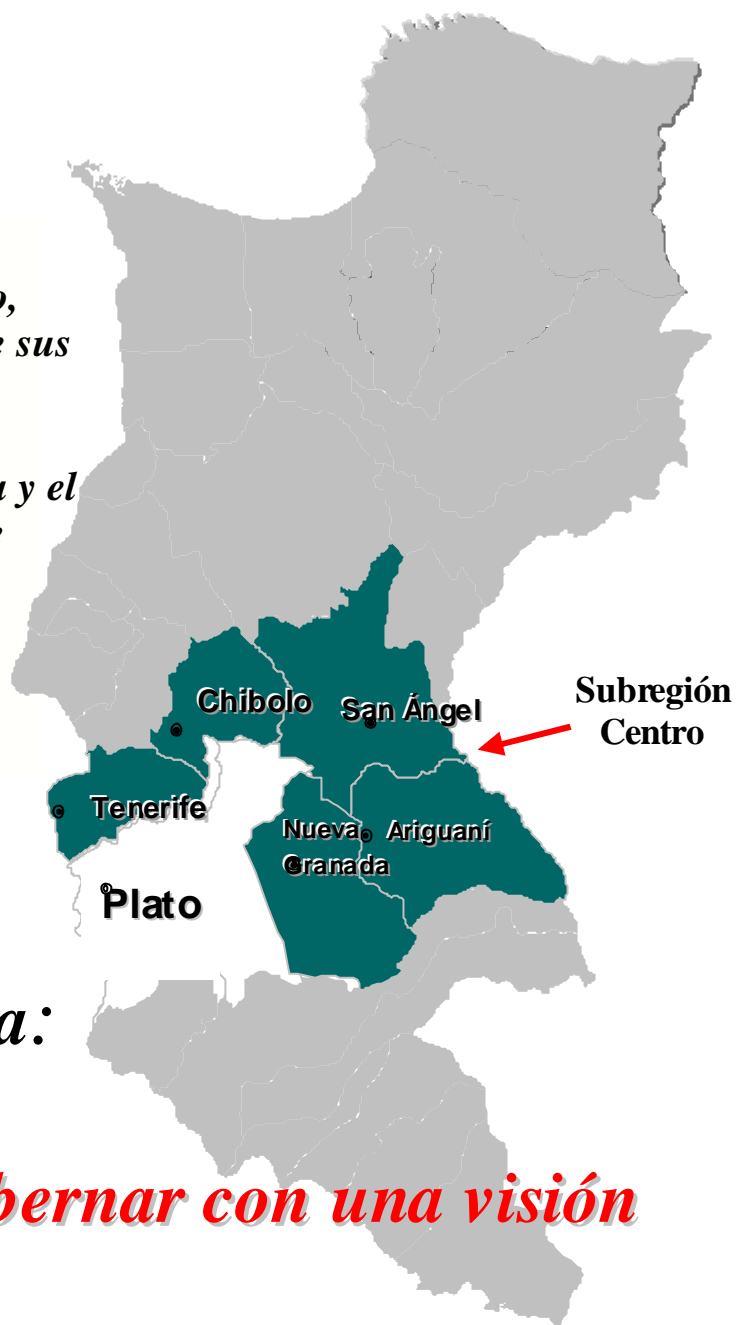 o,
e sus
a y el
Chibolo
San Ángel
Subregión
Centro
Tenerife
Nueva
Granada
Ariguaní
Plato
a:
bernar con una visión